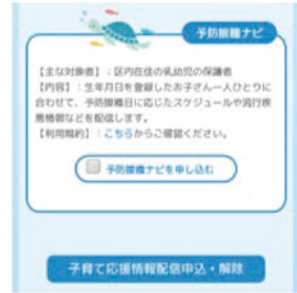 予防接種ナビ
【主な対象者】：区内在住の乳幼児の保護者
【内容】：生年月日を登録したお子さん一人ひとりに
合わせて、予防接種日に応じたスケジュールや流行疾
患情報などを配信します。
【利用規約】：こちらからご確認ください。
予防接種ナビを申し込む
子育て応援情報配信申込・解除